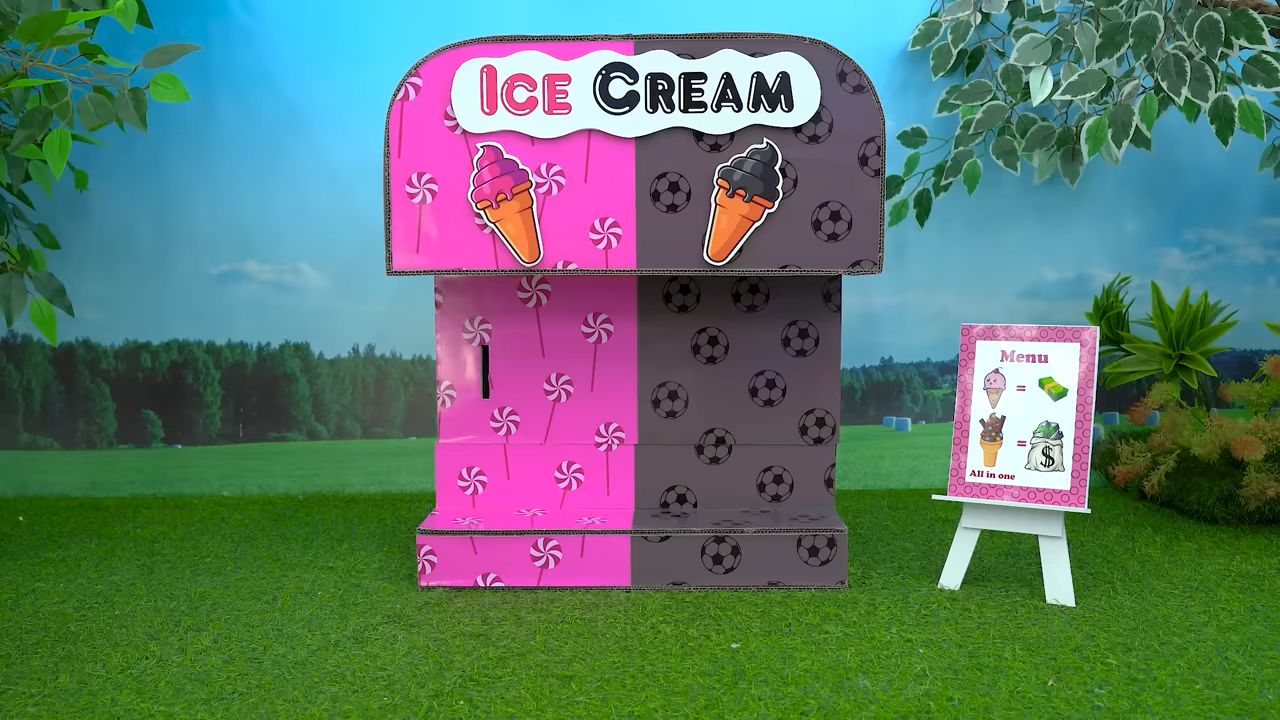 ICE CREAM
Menu
=
=
$
All in one